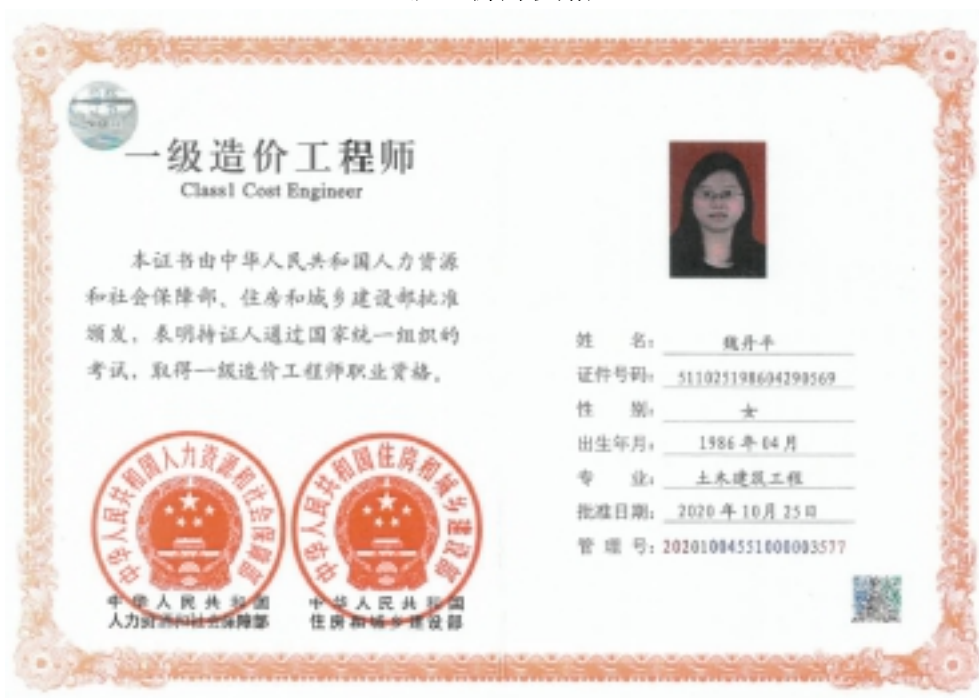 一级造价工程师
Class1 Cost Engineer
本证书由中华人民共和国人力资源
和社会保障部、住房和城乡建设部批准
颁发，表明持证人通过国家统一组织的
考试，取得一级造价工程师职业资格。
中华人民共和国人力资源和社会保障部
中华人民共和国住房和城乡建设部
中华人民共和国
人力资源和社会保障部
中华人民共和国
住房和城乡建设部
姓 名： 魏丹平
证件号码： 511025198604290569
性 别： 女
出生年月： 1986年04月
专 业： 土木建筑工程
批准日期： 2020年10月25日
管 理 号：20201004551000003577